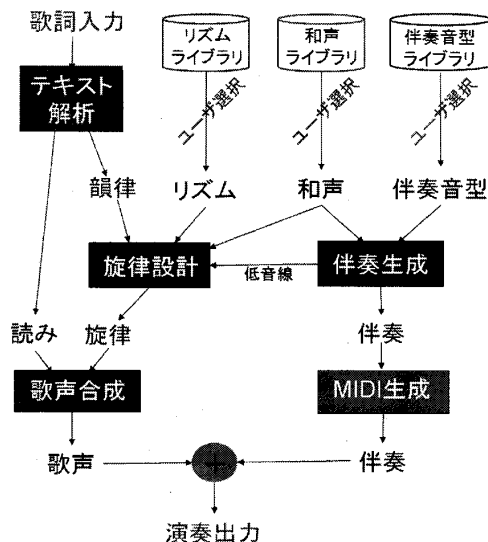 歌詞入力
リズム
ライブラリ
和声
ライブラリ
伴奏音型
ライブラリ
テキスト
解析
ユーザ選択
ユーザ選択
ユーザ選択
韻律
リズム
和声
伴奏音型
旋律設計
低音線
伴奏生成
読み
旋律
伴奏
歌声合成
MIDI生成
歌声
+
伴奏
演奏出力